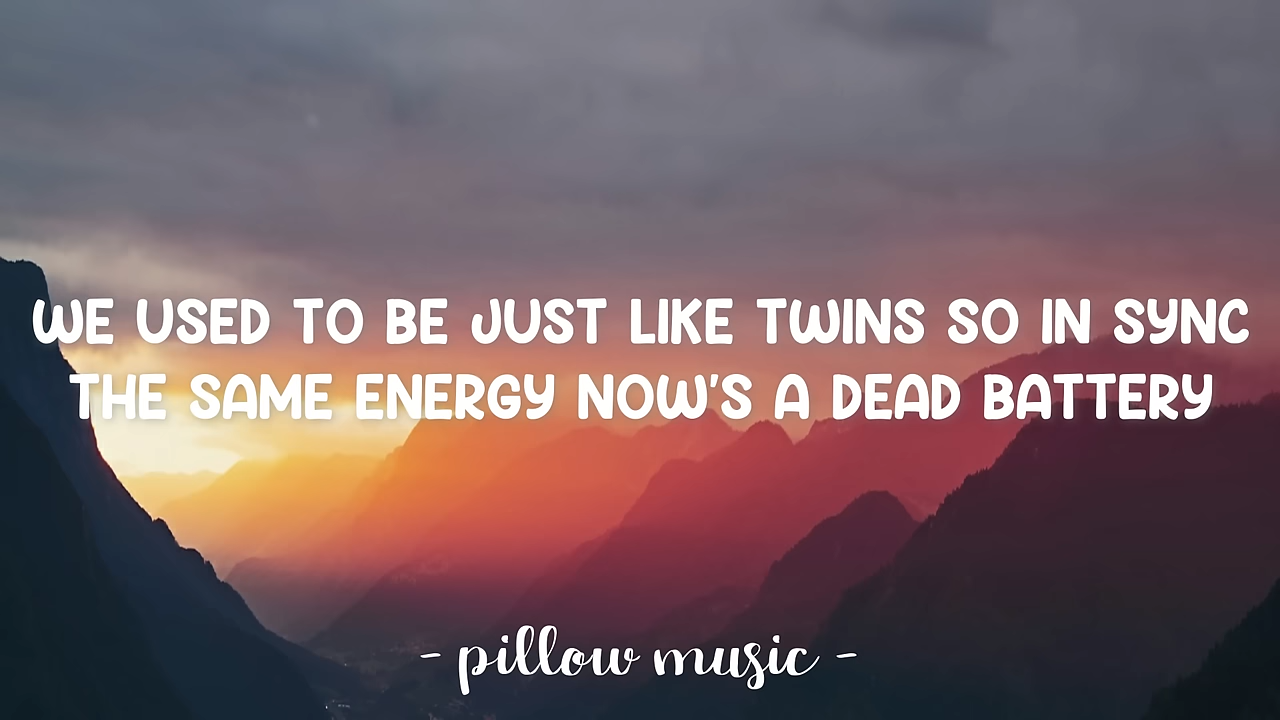 WE USED TO BE JUST LIKE TWINS SO IN SYNC
THE SAME ENERGY NOW'S A DEAD BATTERY
- pillow music -